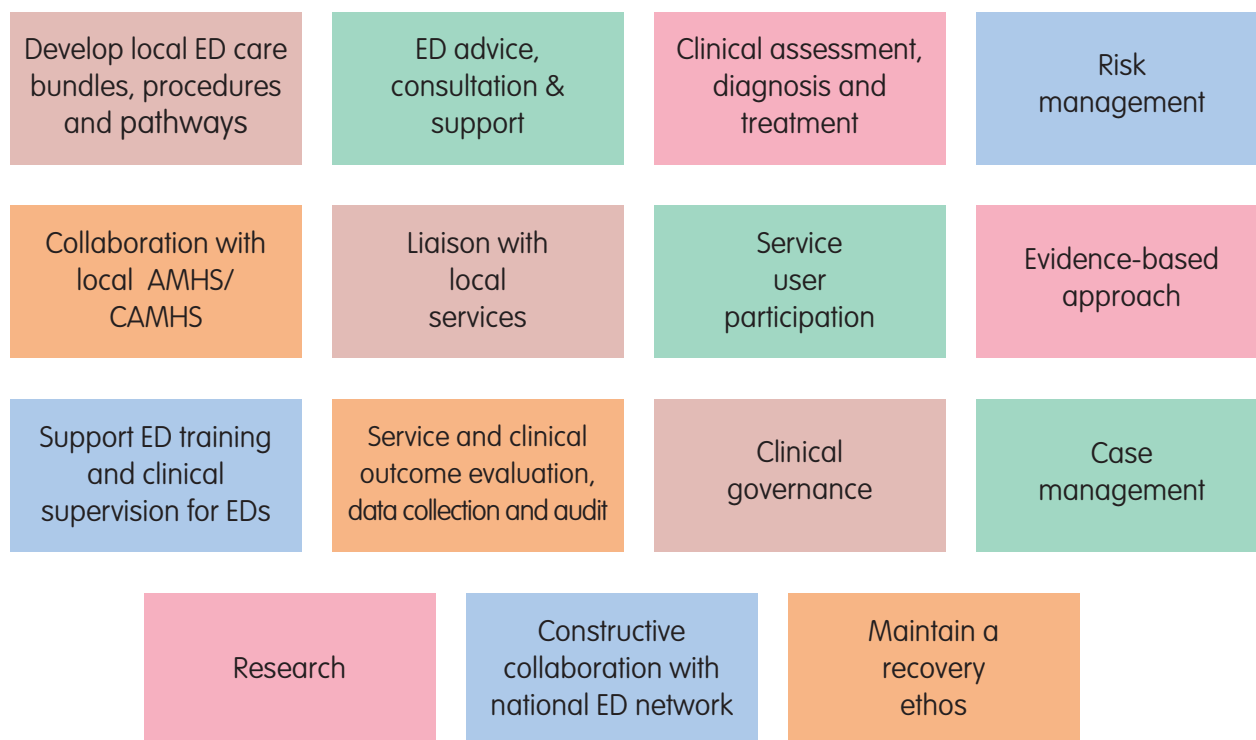 Develop local ED care
bundles, procedures
and pathways
ED advice,
consultation &
support
Clinical assessment,
diagnosis and
treatment
Risk
management
Collaboration with
local AMHS/
CAMHS
Liaison with
local
services
Service
user
participation
Evidence-based
approach
Support ED training
and clinical
supervision for EDs
Service and clinical
outcome evaluation,
data collection and audit
Clinical
governance
Case
management
Research
Constructive
collaboration with
national ED network
Maintain a
recovery
ethos